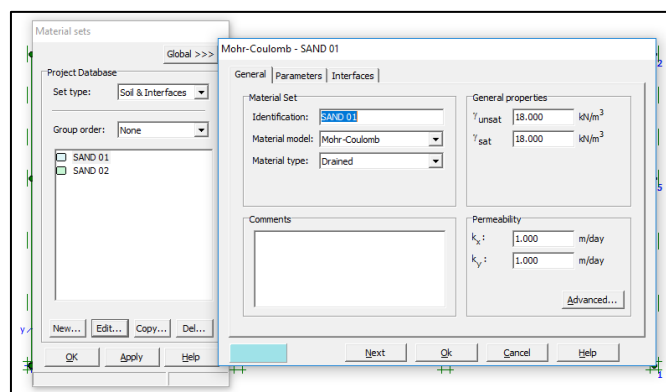 Material sets
Global >>>
Project Database
Set type: Soil & Interfaces
Group order: None
SAND 01
SAND 02
New... Edit... Copy... Del...
OK Apply Help
Mohr-Coulomb - SAND 01
General Parameters Interfaces
Material Set
Identification: SAND 01
Material model: Mohr-Coulomb
Material type: Drained
General properties
γunsat 18.000 kN/m³
γsat 18.000 kN/m³
Comments
Permeability
kx: 1.000 m/day
ky: 1.000 m/day
Advanced...
Next Ok Cancel Help
2
5
y
1